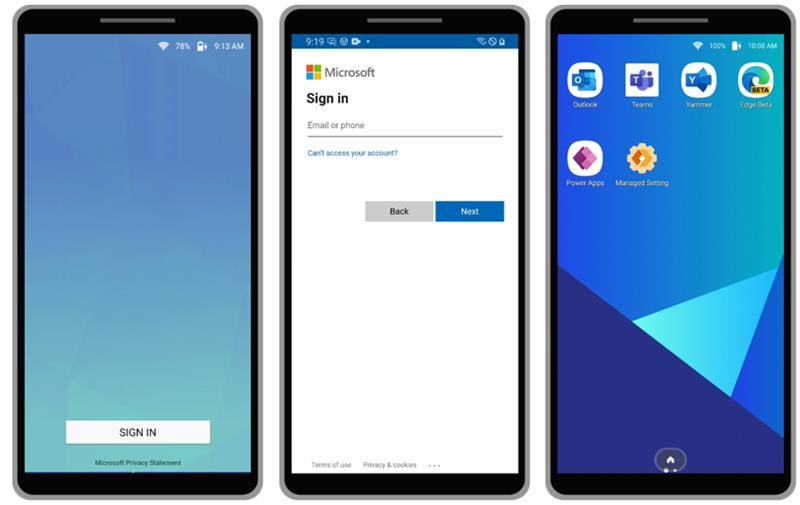 78% 9:13 AM
SIGN IN
Microsoft Privacy Statement
9:19
Microsoft
Sign in
Email or phone
Can't access your account?
Back Next
Terms of use Privacy & cookies ...
100% 10:08 AM
Outlook Teams Yammer Edge Beta
BETA
Power Apps Managed Setting